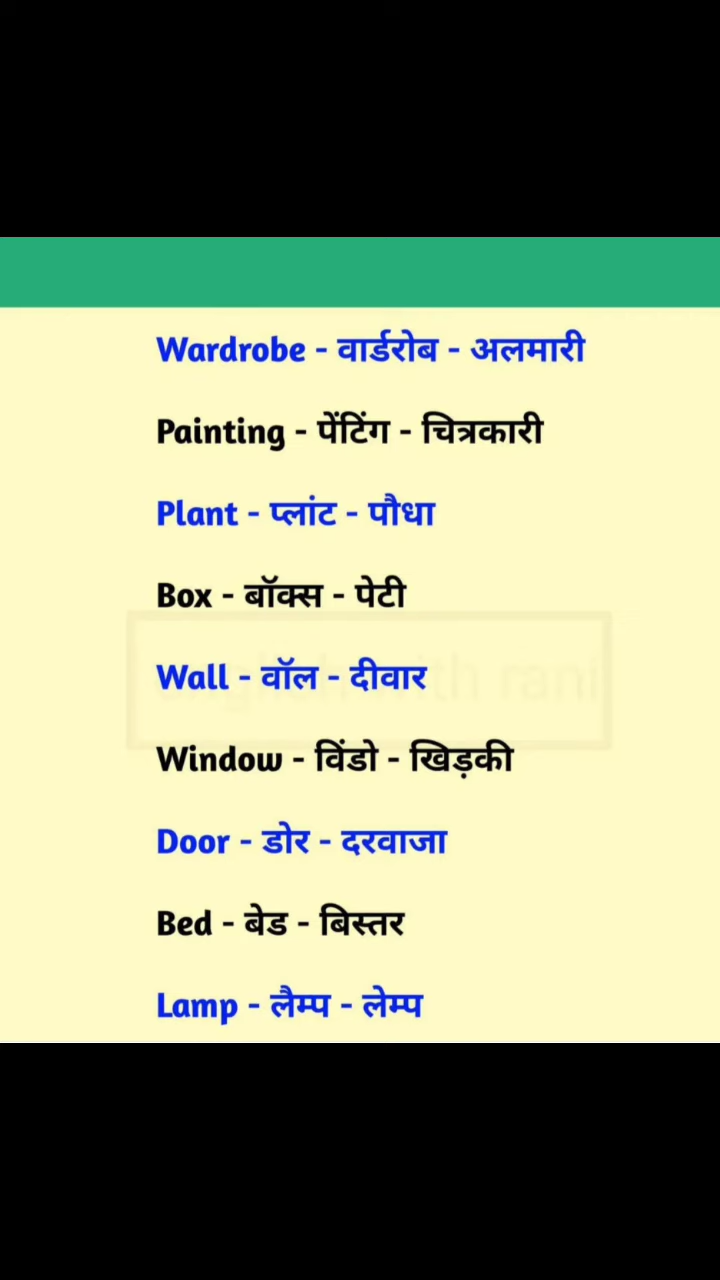 Wardrobe - वार्डरोब - अलमारी
Painting - पेंटिंग - चित्रकारी
Plant - प्लांट - पौधा
Box - बॉक्स - पेटी
Wall - वॉल - दीवार
Window - विंडो - खिड़की
Door - डोर - दरवाजा
Bed - बेड - बिस्तर
Lamp - लैम्प - लेम्प